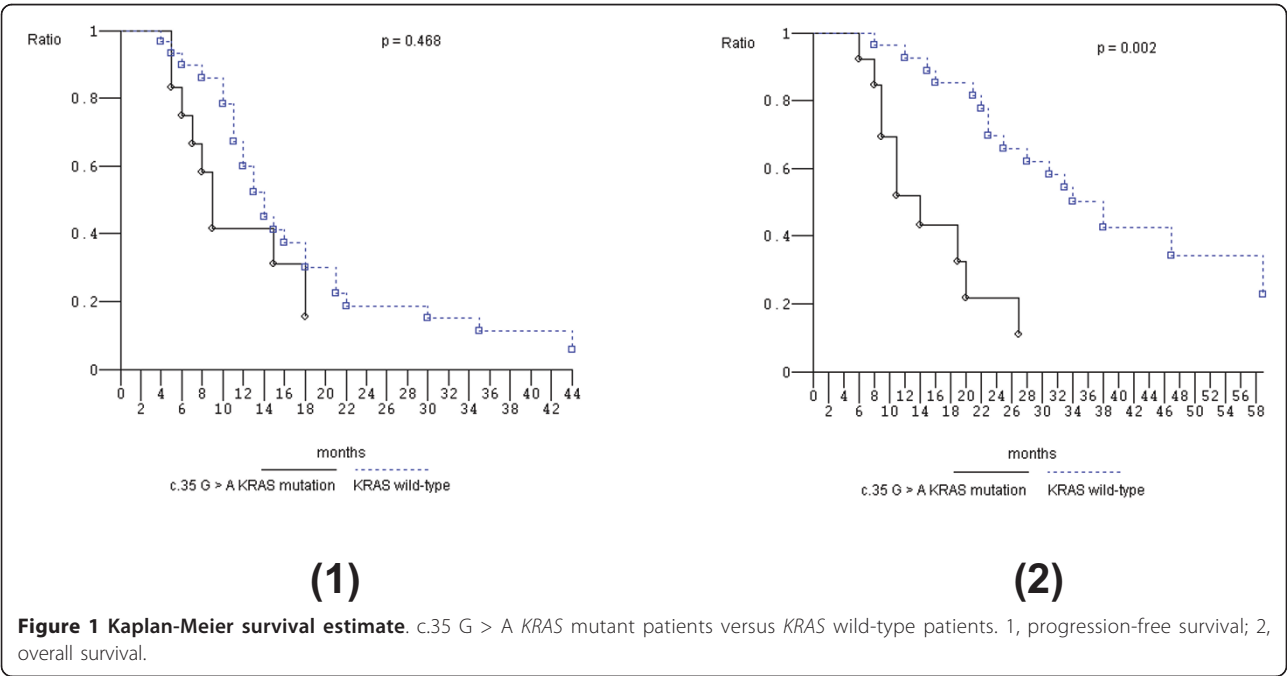 Ratio
p = 0.468
1
0.8
0.6
0.4
0.2
0
0 4 8 10 12 16 20 24 28 30 32 36 40 44
2 6 14 18 22 26 34 38 42
months
c.35 G > A KRAS mutation KRAS wild-type
(1)
Ratio
p = 0.002
1
0.8
0.6
0.4
0.2
0
0 4 8 12 16 20 24 28 32 36 40 44 48 52 56
2 6 10 14 18 22 26 30 34 38 42 46 50 54 58
months
c.35 G > A KRAS mutation KRAS wild-type
(2)
Figure 1 Kaplan-Meier survival estimate. c.35 G > A KRAS mutant patients versus KRAS wild-type patients. 1, progression-free survival; 2,
overall survival.